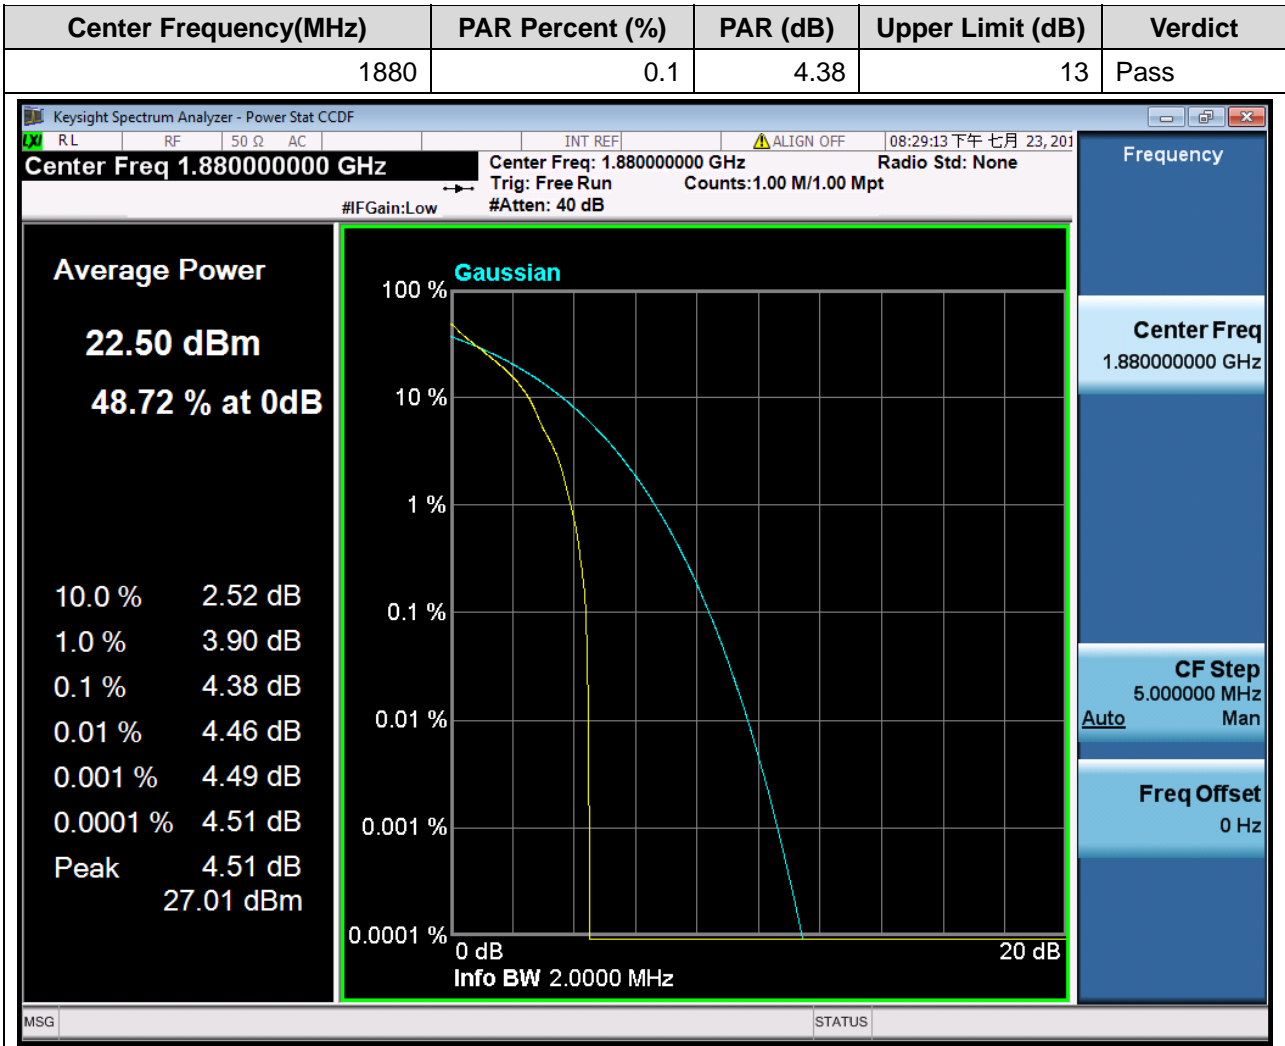 Center Frequency(MHz) PAR Percent (%) PAR (dB) Upper Limit (dB) Verdict
1880 0.1 4.38 13 Pass
Keysight Spectrum Analyzer - Power Stat CCDF
LXI RL RF 50 Ω AC INT REF ALIGN OFF 08:29:13 下午 七月 23, 201
Center Freq 1.880000000 GHz
Center Freq: 1.880000000 GHz Radio Std: None
Trig: Free Run Counts:1.00 M/1.00 Mpt
#IFGain:Low #Atten: 40 dB
Frequency
Average Power
22.50 dBm
48.72 % at 0dB
10.0 % 2.52 dB
1.0 % 3.90 dB
0.1 % 4.38 dB
0.01 % 4.46 dB
0.001 % 4.49 dB
0.0001 % 4.51 dB
Peak 4.51 dB
27.01 dBm
Gaussian
100 %
10 %
1 %
0.1 %
0.01 %
0.001 %
0.0001 %
0 dB 20 dB
Info BW 2.0000 MHz
Center Freq
1.880000000 GHz
CF Step
5.000000 MHz
Auto Man
Freq Offset
0 Hz
MSG STATUS